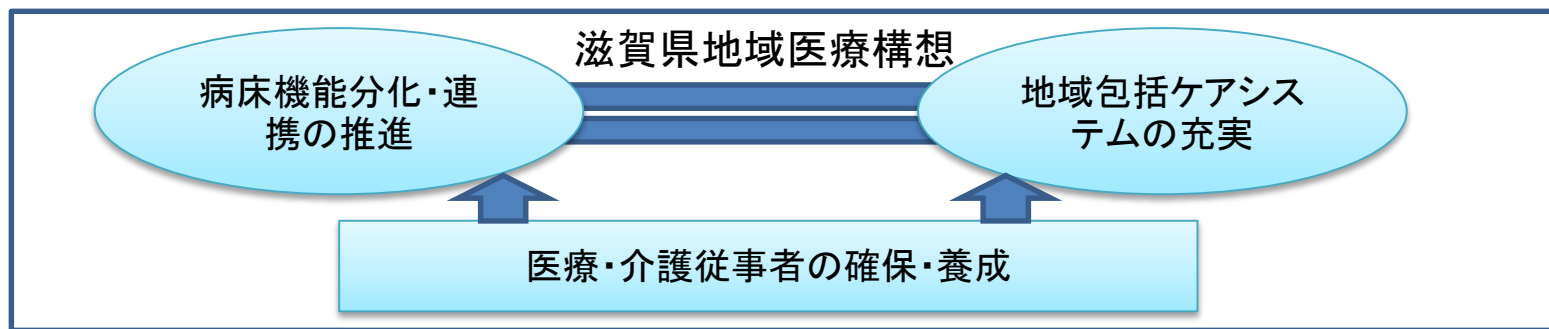 滋賀県地域医療構想
病床機能分化・連
携の推進
地域包括ケアシス
テムの充実
医療・介護従事者の確保・養成